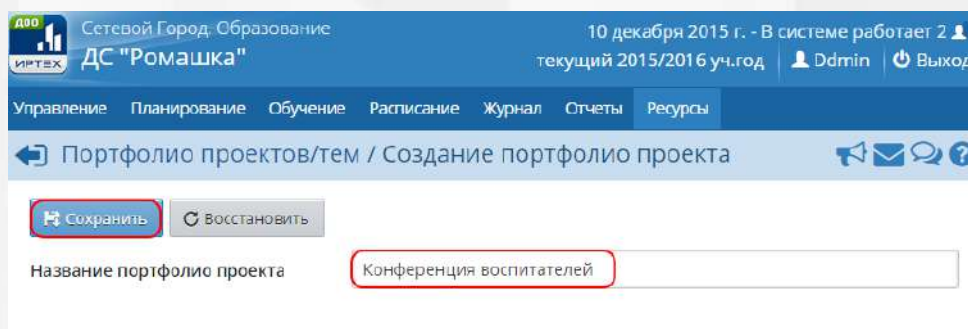 ДОО
ИРТЕХ
Сетевой Город. Образование
ДС "Ромашка"
10 декабря 2015 г. - В системе работает 2
текущий 2015/2016 уч.год
Ddmin
Выход
Управление Планирование Обучение Расписание Журнал Отчеты Ресурсы
Портфолио проектов/тем / Создание портфолио проекта
Сохранить Восстановить
Название портфолио проекта Конференция воспитателей